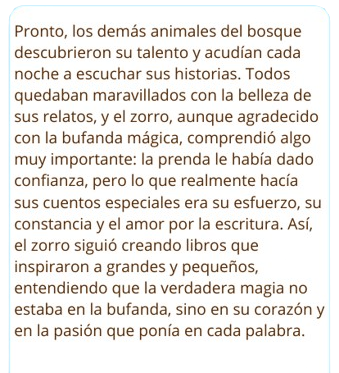 Pronto, los demás animales del bosque
descubrieron su talento y acudían cada
noche a escuchar sus historias. Todos
quedaban maravillados con la belleza de
sus relatos, y el zorro, aunque agradecido
con la bufanda mágica, comprendió algo
muy importante: la prenda le había dado
confianza, pero lo que realmente hacía
sus cuentos especiales era su esfuerzo, su
constancia y el amor por la escritura. Así,
el zorro siguió creando libros que
inspiraron a grandes y pequeños,
entendiendo que la verdadera magia no
estaba en la bufanda, sino en su corazón y
en la pasión que ponía en cada palabra.